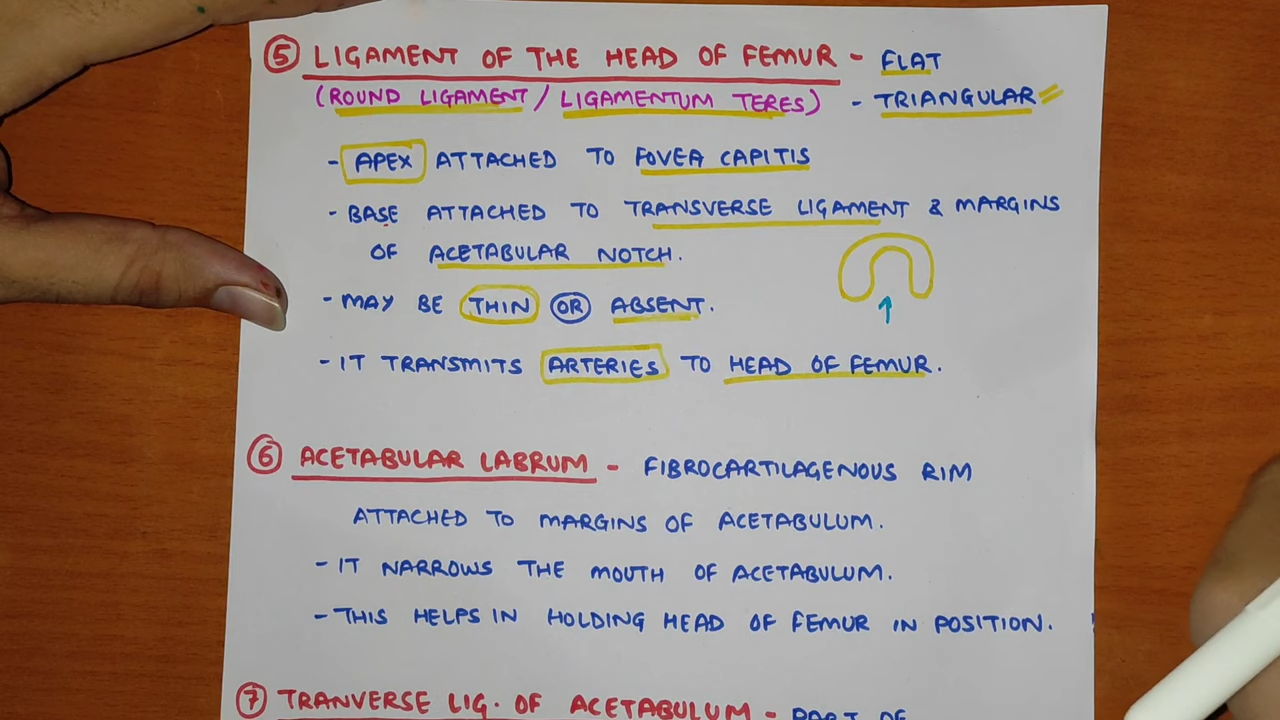 ⑤ LIGAMENT OF THE HEAD OF FEMUR - FLAT
(ROUND LIGAMENT / LIGAMENTUM TERES) - TRIANGULAR
- APEX ATTACHED TO FOVEA CAPITIS
- BASE ATTACHED TO TRANSVERSE LIGAMENT & MARGINS
OF ACETABULAR NOTCH.
- MAY BE THIN OR ABSENT.
- IT TRANSMITS ARTERIES TO HEAD OF FEMUR.
⑥ ACETABULAR LABRUM - FIBROCARTILAGENOUS RIM
ATTACHED TO MARGINS OF ACETABULUM.
- IT NARROWS THE MOUTH OF ACETABULUM.
- THIS HELPS IN HOLDING HEAD OF FEMUR IN POSITION.
⑦ TRANVERSE LIG. OF ACETABULUM - PART OF